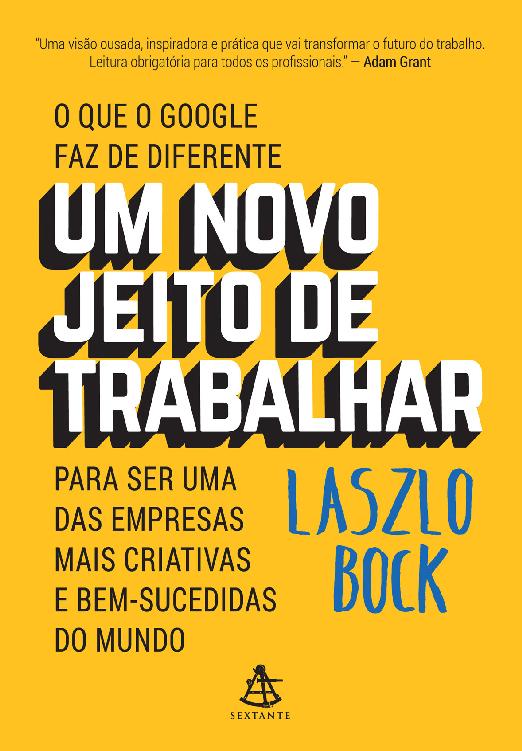 “Uma visão ousada, inspiradora e prática que vai transformar o futuro do trabalho.
Leitura obrigatória para todos os profissionais.” — Adam Grant
O QUE O GOOGLE
FAZ DE DIFERENTE
UM NOVO
JEITO DE
TRABALHAR
PARA SER UMA
DAS EMPRESAS
MAIS CRIATIVAS
E BEM-SUCEDIDAS
DO MUNDO
LASZLO
BOCK
SEXTANTE